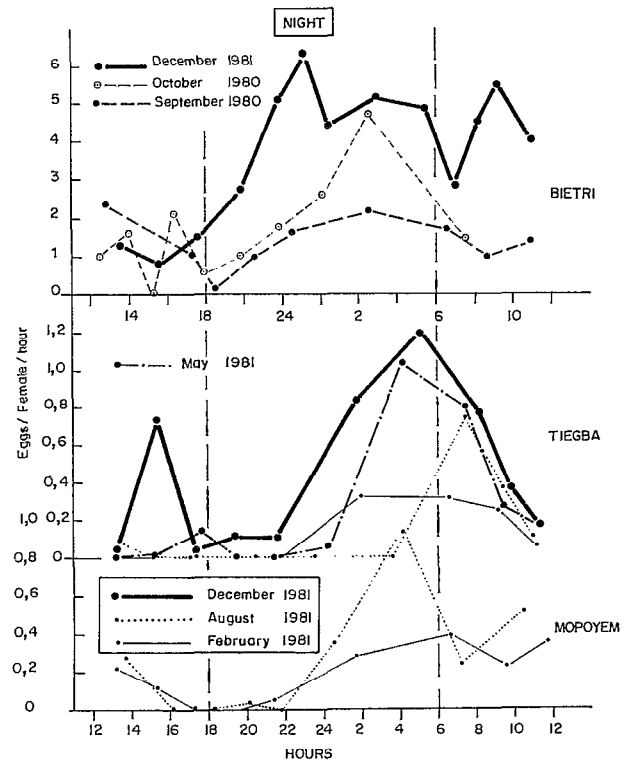 NIGHT
December 1981
October 1980
September 1980
6
5
4
3
2
1
0
BIETRI
14 18 24 2 6 10
Eggs / Female / hour
1,2
1,0
0,8
0,6
0,4
0,2
0
May 1981
TIEGBA
1,0
0,8
0,6
0,4
0,2
0
December 1981
August 1981
February 1981
MOPOYEM
12 14 16 18 20 22 24 2 4 6 8 10 12
HOURS